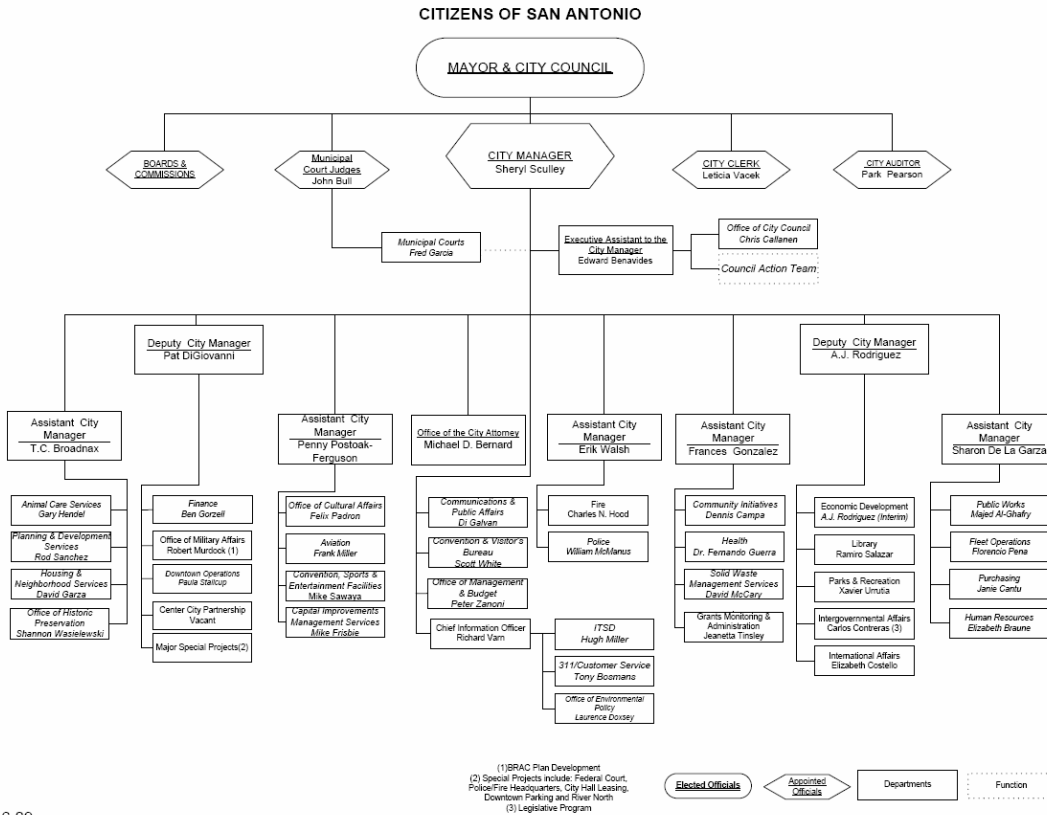 CITIZENS OF SAN ANTONIO
MAYOR & CITY COUNCIL
BOARDS &
COMMISSIONS
Municipal
Court Judges
John Bull
CITY MANAGER
Sheryl Sculley
CITY CLERK
Leticia Vacek
CITY AUDITOR
Park Pearson
Municipal Courts
Fred Garcia
Executive Assistant to the
City Manager
Edward Benavides
Office of City Council
Chris Callanen
Council Action Team
Deputy City Manager
Pat DiGiovanni
Deputy City Manager
A.J. Rodriguez
Assistant City
Manager
T.C. Broadnax
Assistant City
Manager
Penny Postoak-
Ferguson
Office of the City Attorney
Michael D. Bernard
Assistant City
Manager
Erik Walsh
Assistant City
Manager
Frances Gonzalez
Assistant City
Manager
Sharon De La Garza
Animal Care Services
Gary Hendel
Planning & Development
Services
Rod Sanchez
Housing &
Neighborhood Services
David Garza
Office of Historic
Preservation
Shannon Wasielewski
Finance
Ben Gorzell
Office of Military Affairs
Robert Murdock (1)
Downtown Operations
Paula Stallcup
Center City Partnership
Vacant
Major Special Projects(2)
Office of Cultural Affairs
Felix Padron
Aviation
Frank Miller
Convention, Sports &
Entertainment Facilities
Mike Sawaya
Capital Improvements
Management Services
Mike Frisbie
Communications &
Public Affairs
Di Galvan
Convention & Visitor's
Bureau
Scott White
Office of Management
& Budget
Peter Zanoni
Chief Information Officer
Richard Varn
ITSD
Hugh Miller
311/Customer Service
Tony Bosmans
Office of Environmental
Policy
Laurence Doxsey
Fire
Charles N. Hood
Police
William McManus
Community Initiatives
Dennis Campa
Health
Dr. Fernando Guerra
Solid Waste
Management Services
David McCary
Grants Monitoring &
Administration
Jeanetta Tinsley
Economic Development
A.J. Rodriguez (Interim)
Library
Ramiro Salazar
Parks & Recreation
Xavier Urrutia
Intergovernmental Affairs
Carlos Contreras (3)
International Affairs
Elizabeth Costello
Public Works
Majed Al-Ghafry
Fleet Operations
Florencio Pena
Purchasing
Janie Cantu
Human Resources
Elizabeth Braune
(1)BRAC Plan Development
(2) Special Projects include: Federal Court,
Police/Fire Headquarters, City Hall Leasing,
Downtown Parking and River North
(3) Legislative Program
Elected Officials
Appointed
Officials
Departments
Function